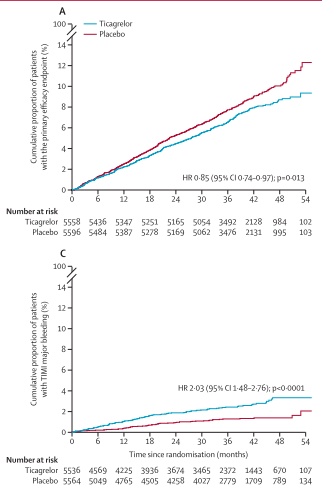 A
Ticagrelor
Placebo
100
14
12
10
8
6
4
2
0
Cumulative proportion of patients
with the primary efficacy endpoint (%)
HR 0·85 (95% CI 0·74–0·97); p=0·013
0 6 12 18 24 30 36 42 48 54
Number at risk
Ticagrelor 5558 5436 5347 5251 5165 5054 3492 2128 984 102
Placebo 5596 5484 5387 5278 5169 5062 3476 2131 995 103
C
100
14
12
10
8
6
4
2
0
Cumulative proportion of patients
with TIMI major bleeding (%)
HR 2·03 (95% CI 1·48–2·76); p<0·0001
0 6 12 18 24 30 36 42 48 54
Time since randomisation (months)
Number at risk
Ticagrelor 5536 4569 4225 3936 3674 3465 2372 1443 670 107
Placebo 5564 5049 4765 4505 4258 4027 2779 1709 789 134